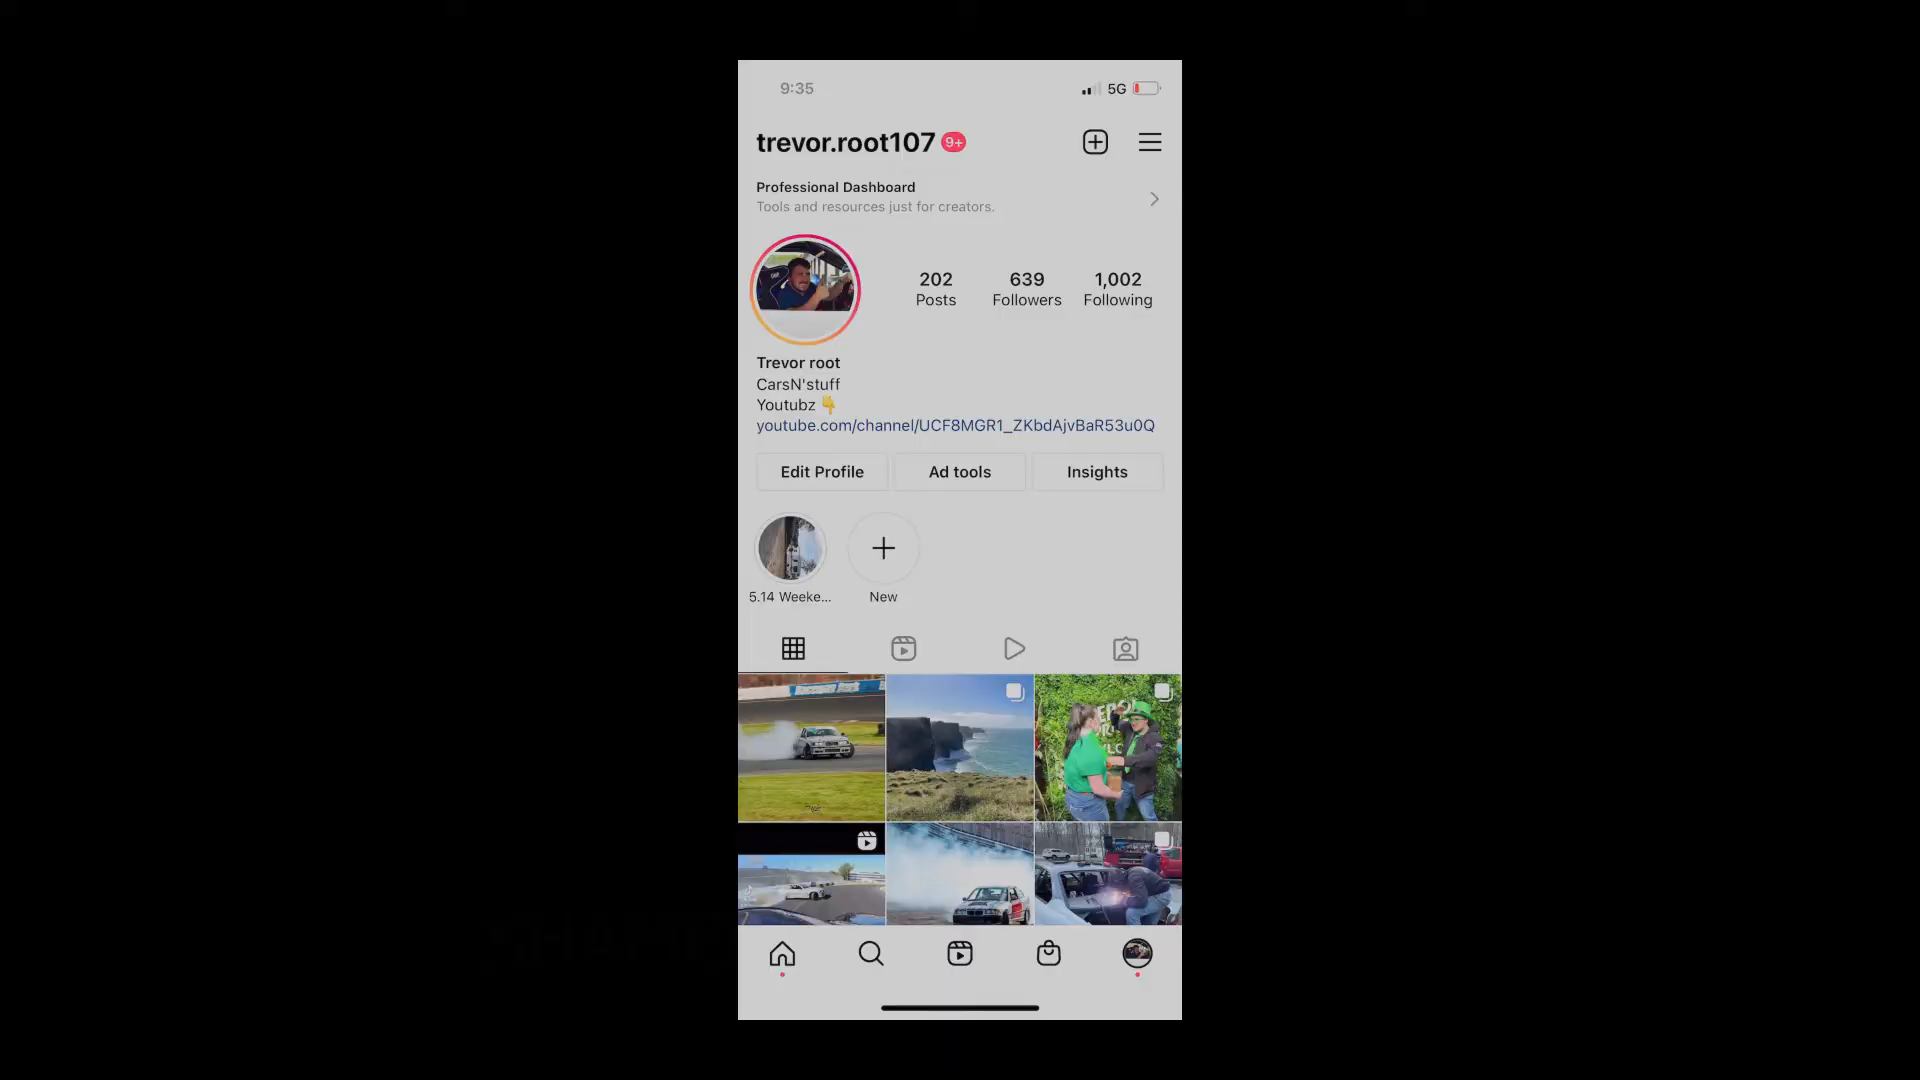 9:35
5G
trevor.root107 9+
Professional Dashboard
Tools and resources just for creators.
202
Posts
639
Followers
1,002
Following
Trevor root
CarsN'stuff
Youtubz 👇
youtube.com/channel/UCF8MGR1_ZKbdAjvBaR53u0Q
Edit Profile
Ad tools
Insights
5.14 Weeke...
New